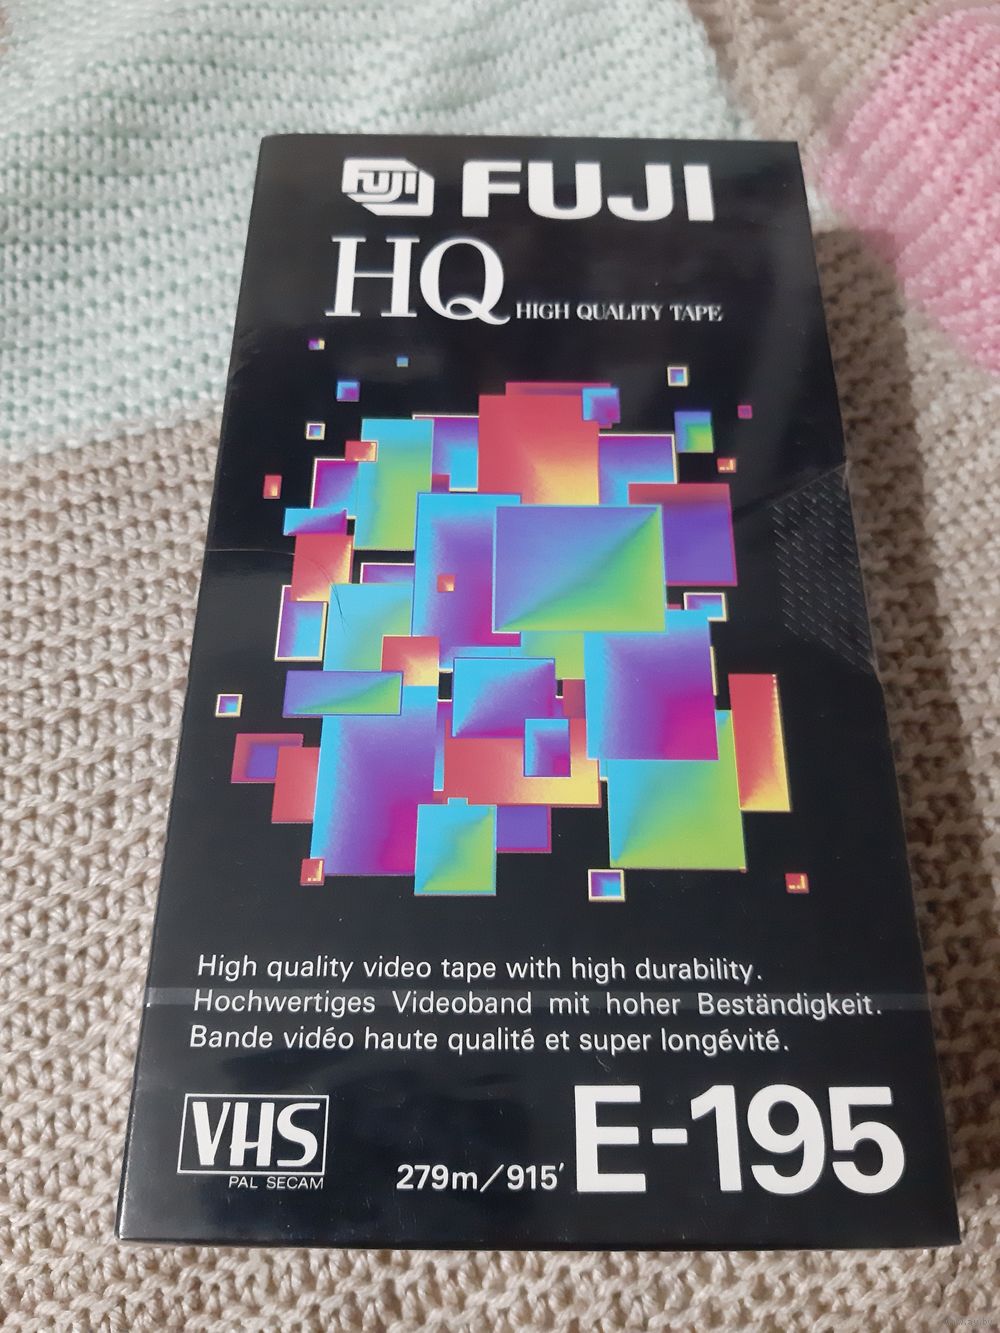 FUJI FUJI
HQ HIGH QUALITY TAPE
High quality video tape with high durability.
Hochwertiges Videoband mit hoher Beständigkeit.
Bande vidéo haute qualité et super longévité.
VHS
PAL SECAM
279m/915′
E-195